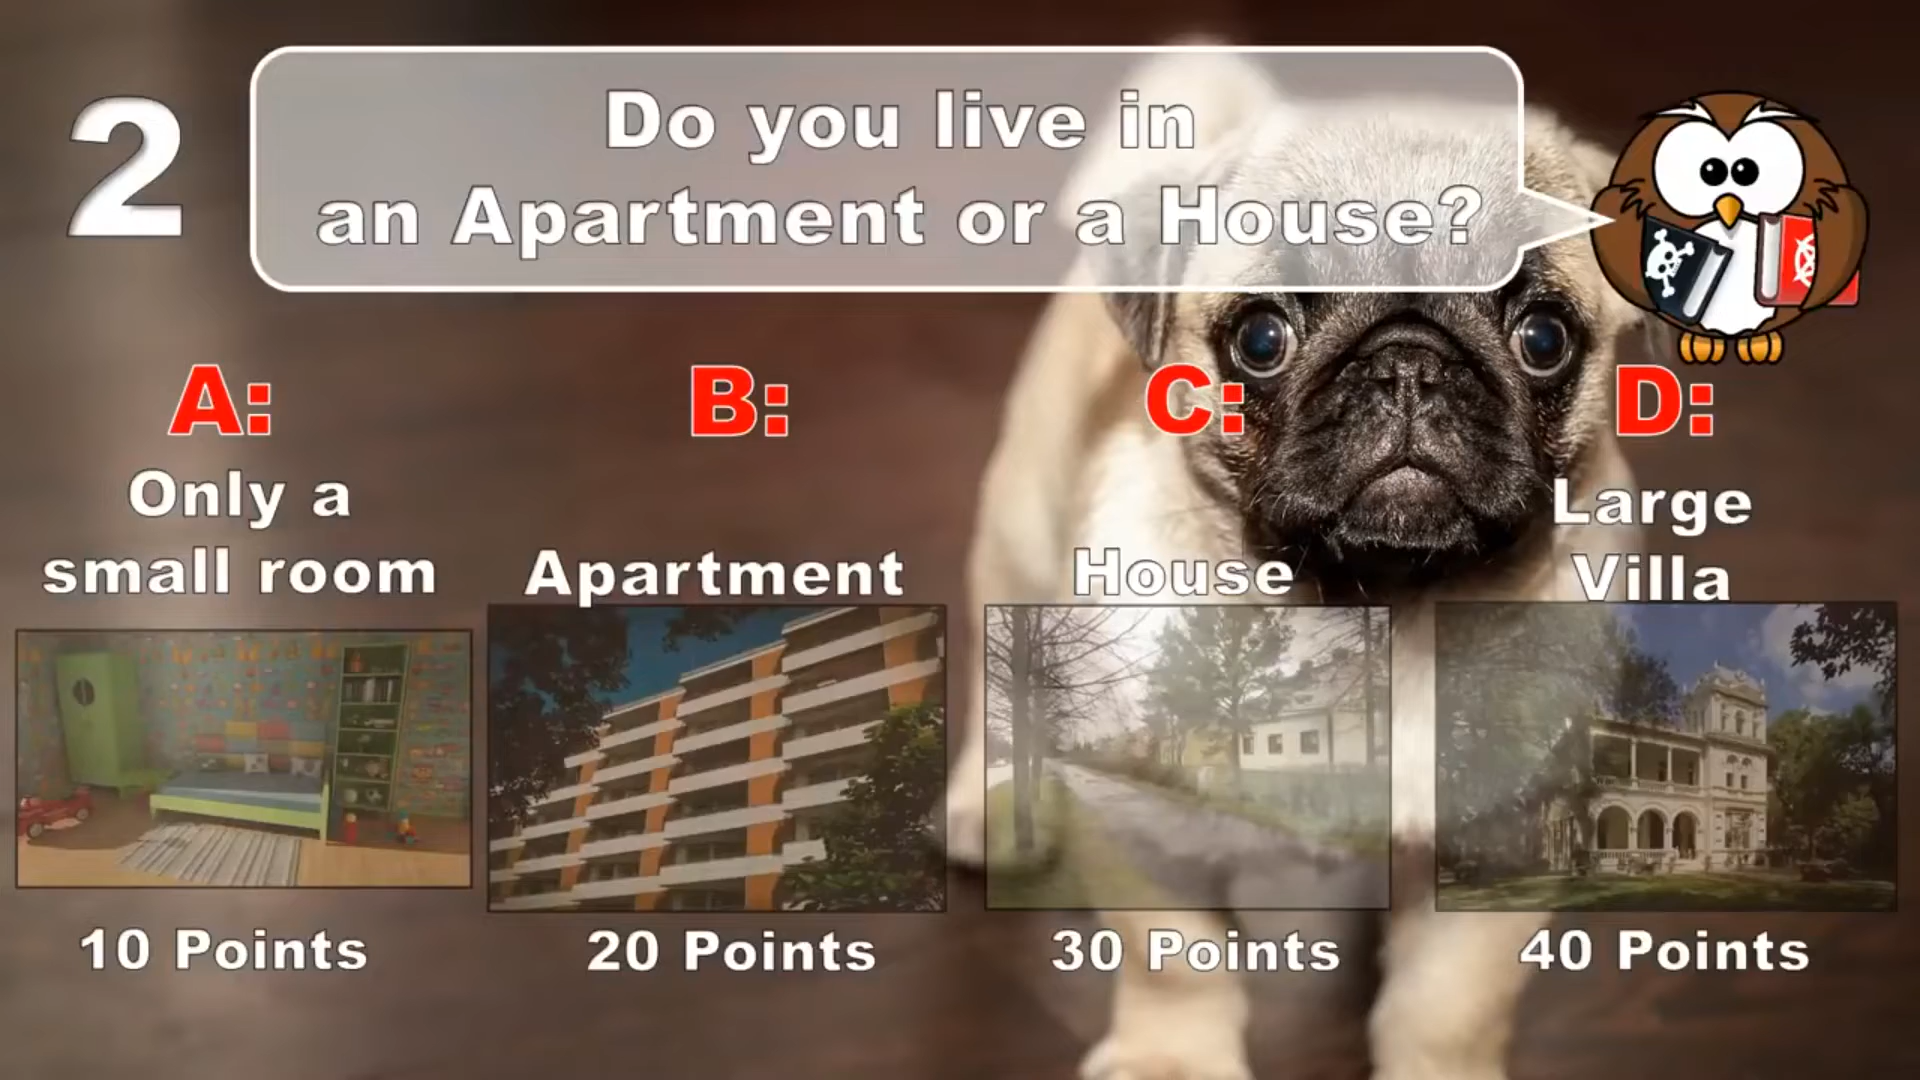 2
Do you live in
an Apartment or a House?
A:
Only a
small room
10 Points
B:
Apartment
20 Points
C:
House
30 Points
D:
Large
Villa
40 Points